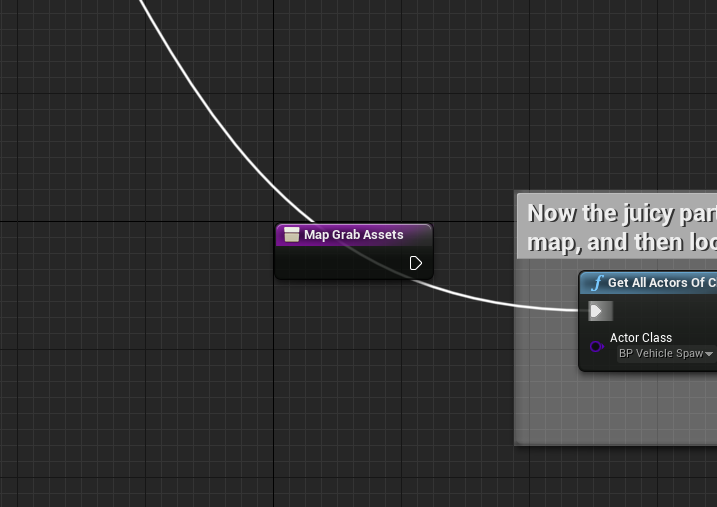 Map Grab Assets
Now the juicy par
map, and then loo
Get All Actors Of C
Actor Class
BP Vehicle Spaw